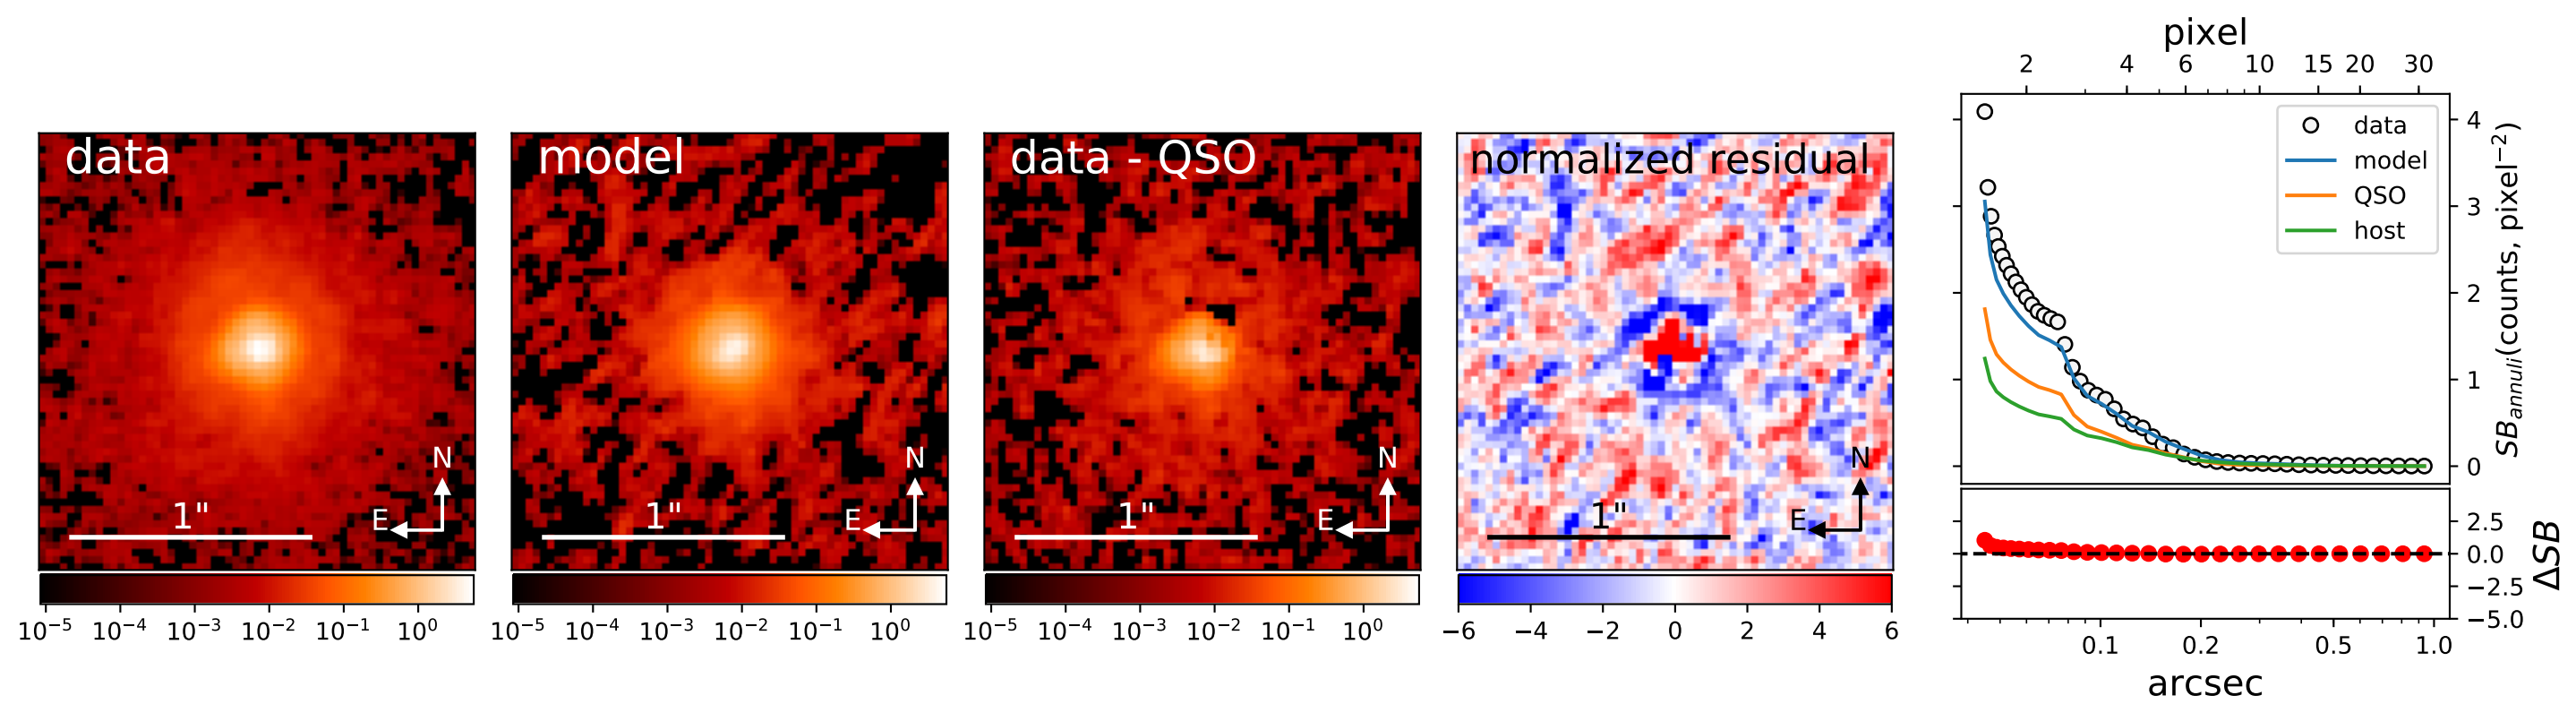 data
N
E
1"
10⁻⁵ 10⁻⁴ 10⁻³ 10⁻² 10⁻¹ 10⁰
model
N
E
1"
10⁻⁵ 10⁻⁴ 10⁻³ 10⁻² 10⁻¹ 10⁰
data - QSO
N
E
1"
10⁻⁵ 10⁻⁴ 10⁻³ 10⁻² 10⁻¹ 10⁰
normalized residual
N
E
1"
−6 −4 −2 0 2 4 6
pixel
2 4 6 10 15 20 30
data
model
QSO
host
4
3
2
1
0
SB_annuli(counts, pixel⁻²)
2.5
0.0
−2.5
−5.0
ΔSB
0.1 0.2 0.5 1.0
arcsec